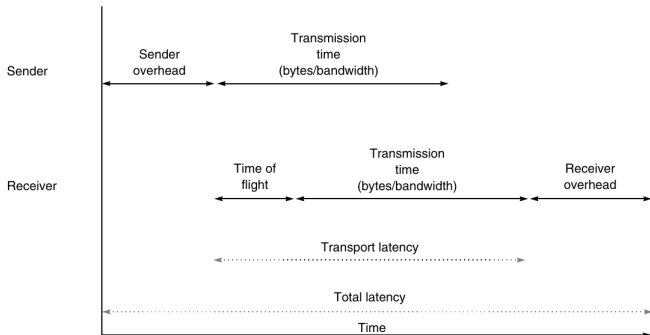 Sender
Sender
overhead
Transmission
time
(bytes/bandwidth)
Receiver
Time of
flight
Transmission
time
(bytes/bandwidth)
Receiver
overhead
Transport latency
Total latency
Time